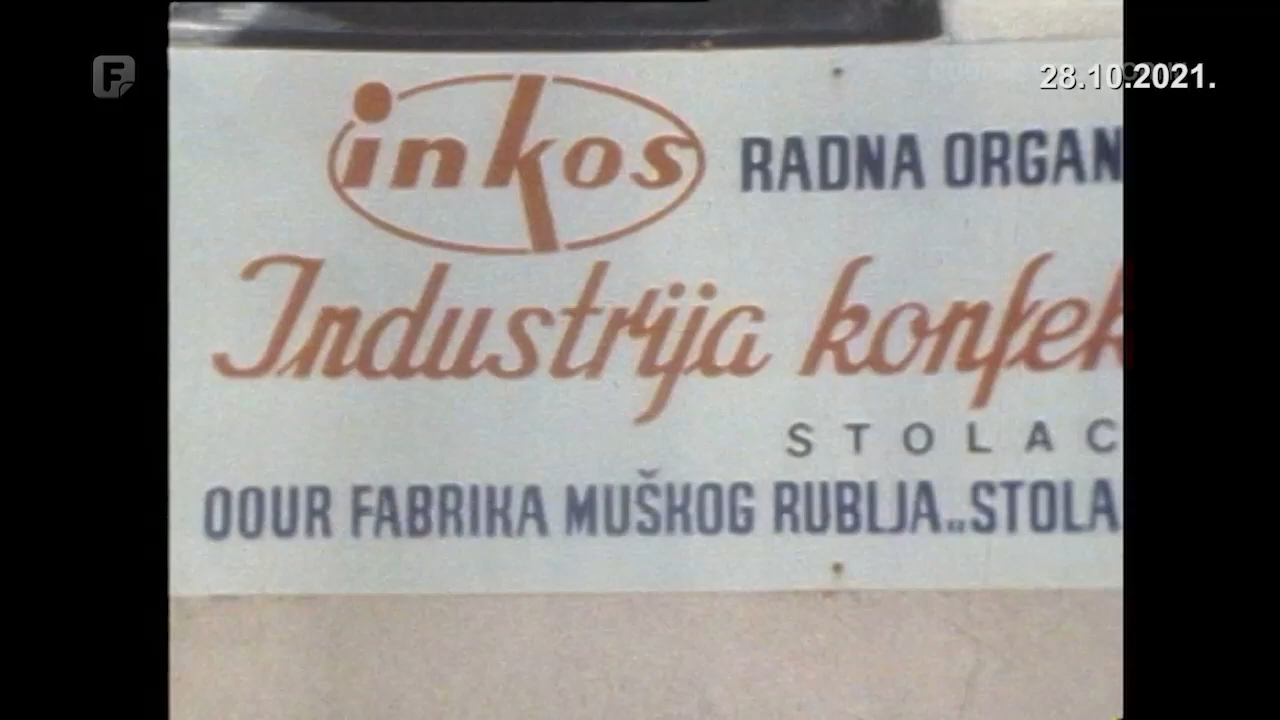 F
28.10.2021.
inkos
RADNA ORGAN
Industrija konfek
STOLAC
OOUR FABRIKA MUŠKOG RUBLJA „STOLA